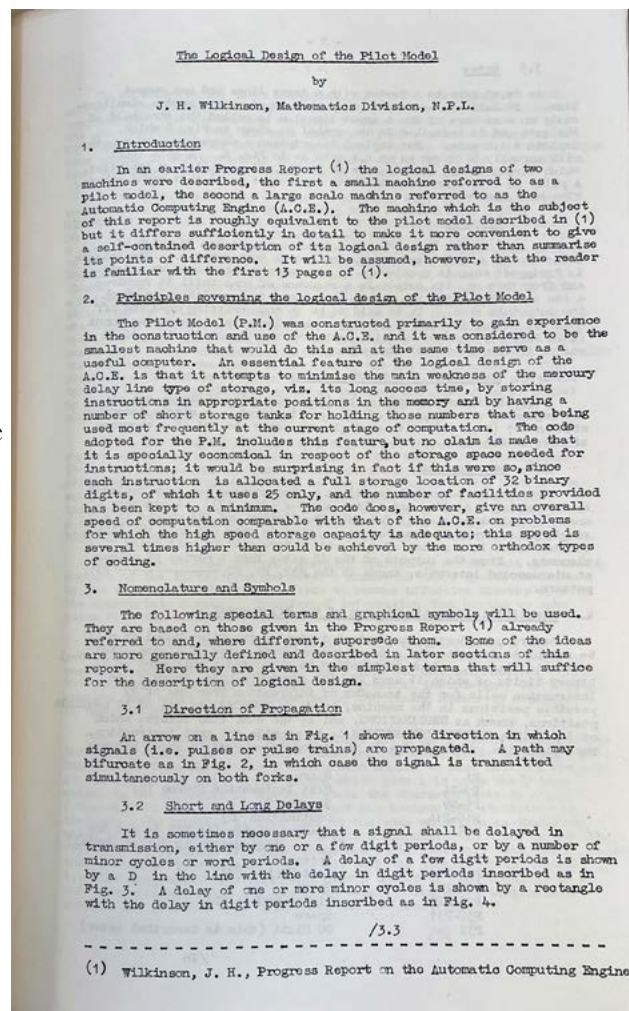 The Logical Design of the Pilot Model
by
J. H. Wilkinson, Mathematics Division, N.P.L.
1. Introduction
In an earlier Progress Report (1) the logical designs of two
machines were described, the first a small machine referred to as a
pilot model, the second a large scale machine referred to as the
Automatic Computing Engine (A.C.E.). The machine which is the subject
of this report is roughly equivalent to the pilot model described in (1)
but it differs sufficiently in detail to make it more convenient to give
a self-contained description of its logical design rather than summarise
its points of difference. It will be assumed, however, that the reader
is familiar with the first 13 pages of (1).
2. Principles governing the logical design of the Pilot Model
The Pilot Model (P.M.) was constructed primarily to gain experience
in the construction and use of the A.C.E. and it was considered to be the
smallest machine that would do this and at the same time serve as a
useful computer. An essential feature of the logical design of the
A.C.E. is that it attempts to minimise the main weakness of the mercury
delay line type of storage, viz. its long access time, by storing
instructions in appropriate positions in the memory and by having a
number of short storage tanks for holding those numbers that are being
used most frequently at the current stage of computation. The code
adopted for the P.M. includes this feature, but no claim is made that
it is specially economical in respect of the storage space needed for
instructions; it would be surprising in fact if this were so, since
each instruction is allocated a full storage location of 32 binary
digits, of which it uses 25 only, and the number of facilities provided
has been kept to a minimum. The code does, however, give an overall
speed of computation comparable with that of the A.C.E. on problems
for which the high speed storage capacity is adequate; this speed is
several times higher than could be achieved by the more orthodox types
of coding.
3. Nomenclature and Symbols
The following special terms and graphical symbols will be used.
They are based on those given in the Progress Report (1) already
referred to and, where different, supersede them. Some of the ideas
are more generally defined and described in later sections of this
report. Here they are given in the simplest terms that will suffice
for the description of logical design.
3.1 Direction of Propagation
An arrow on a line as in Fig. 1 shows the direction in which
signals (i.e. pulses or pulse trains) are propagated. A path may
bifurcate as in Fig. 2, in which case the signal is transmitted
simultaneously on both forks.
3.2 Short and Long Delays
It is sometimes necessary that a signal shall be delayed in
transmission, either by one or a few digit periods, or by a number of
minor cycles or word periods. A delay of a few digit periods is shown
by a D in the line with the delay in digit periods inscribed as in
Fig. 3. A delay of one or more minor cycles is shown by a rectangle
with the delay in digit periods inscribed as in Fig. 4.
/3.3
(1) Wilkinson, J. H., Progress Report on the Automatic Computing Engine